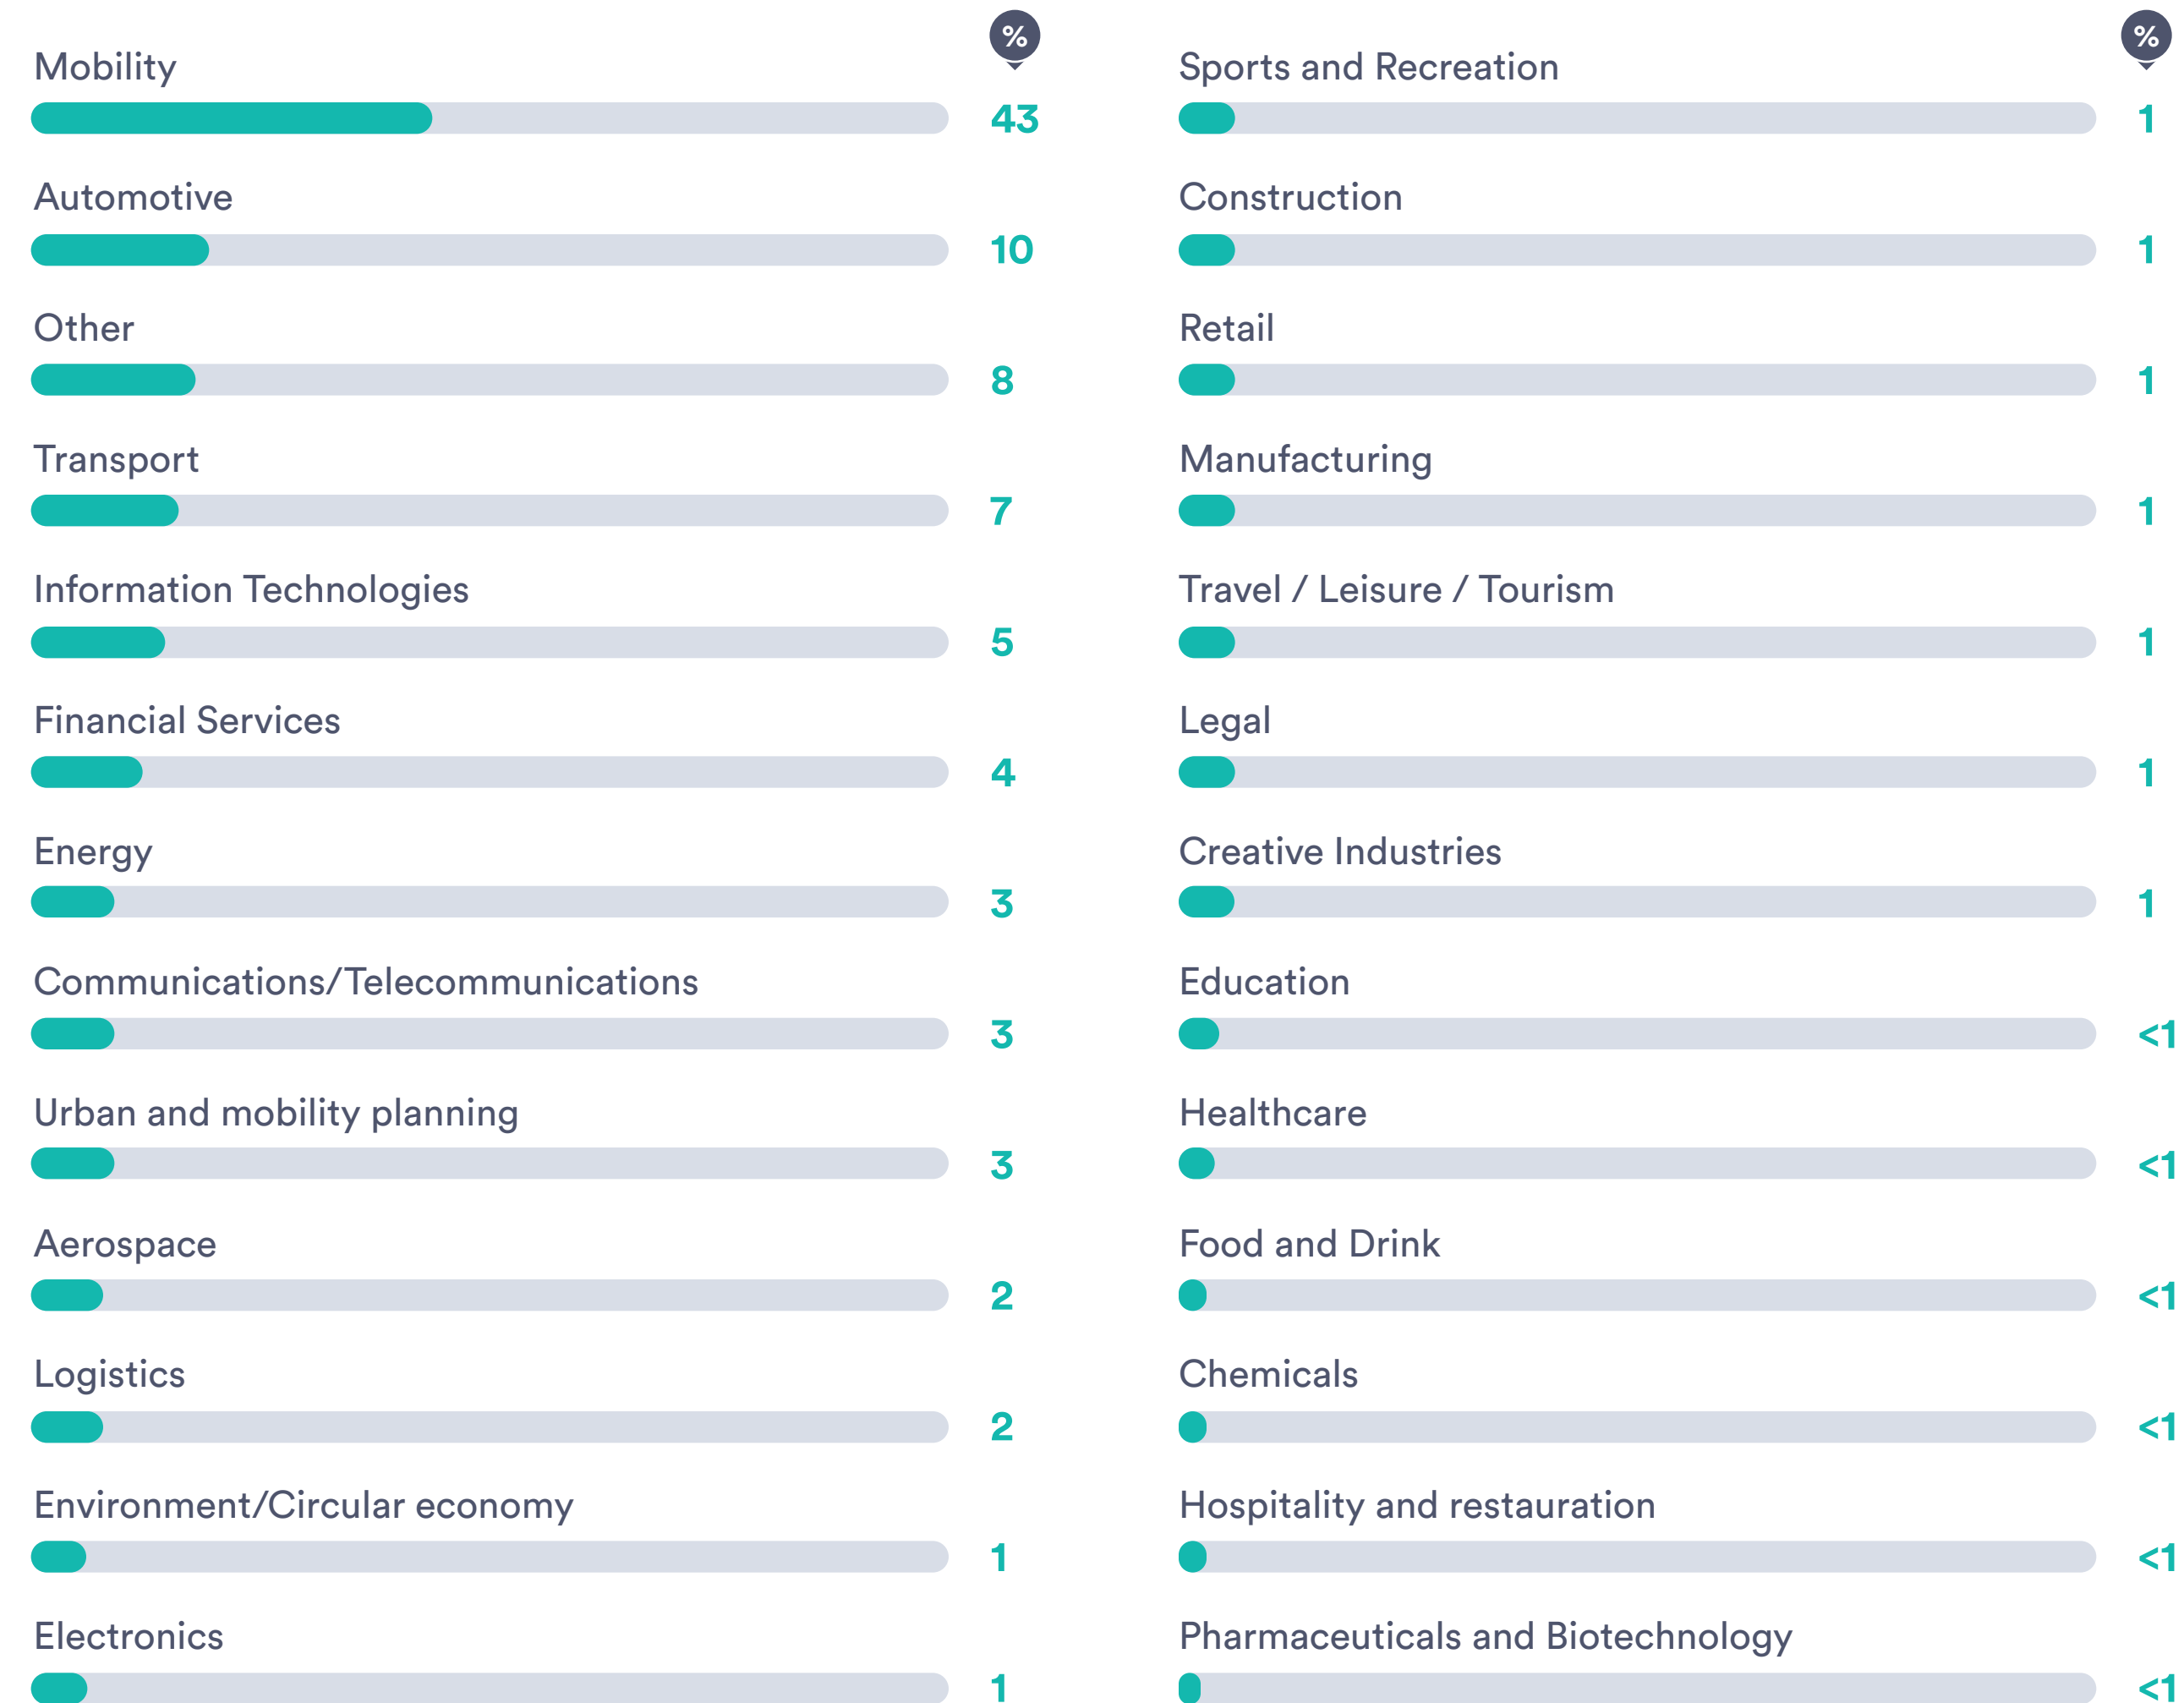 %
Mobility
43
Automotive
10
Other
8
Transport
7
Information Technologies
5
Financial Services
4
Energy
3
Communications/Telecommunications
3
Urban and mobility planning
3
Aerospace
2
Logistics
2
Environment/Circular economy
1
Electronics
1
%
Sports and Recreation
1
Construction
1
Retail
1
Manufacturing
1
Travel / Leisure / Tourism
1
Legal
1
Creative Industries
1
Education
<1
Healthcare
<1
Food and Drink
<1
Chemicals
<1
Hospitality and restauration
<1
Pharmaceuticals and Biotechnology
<1